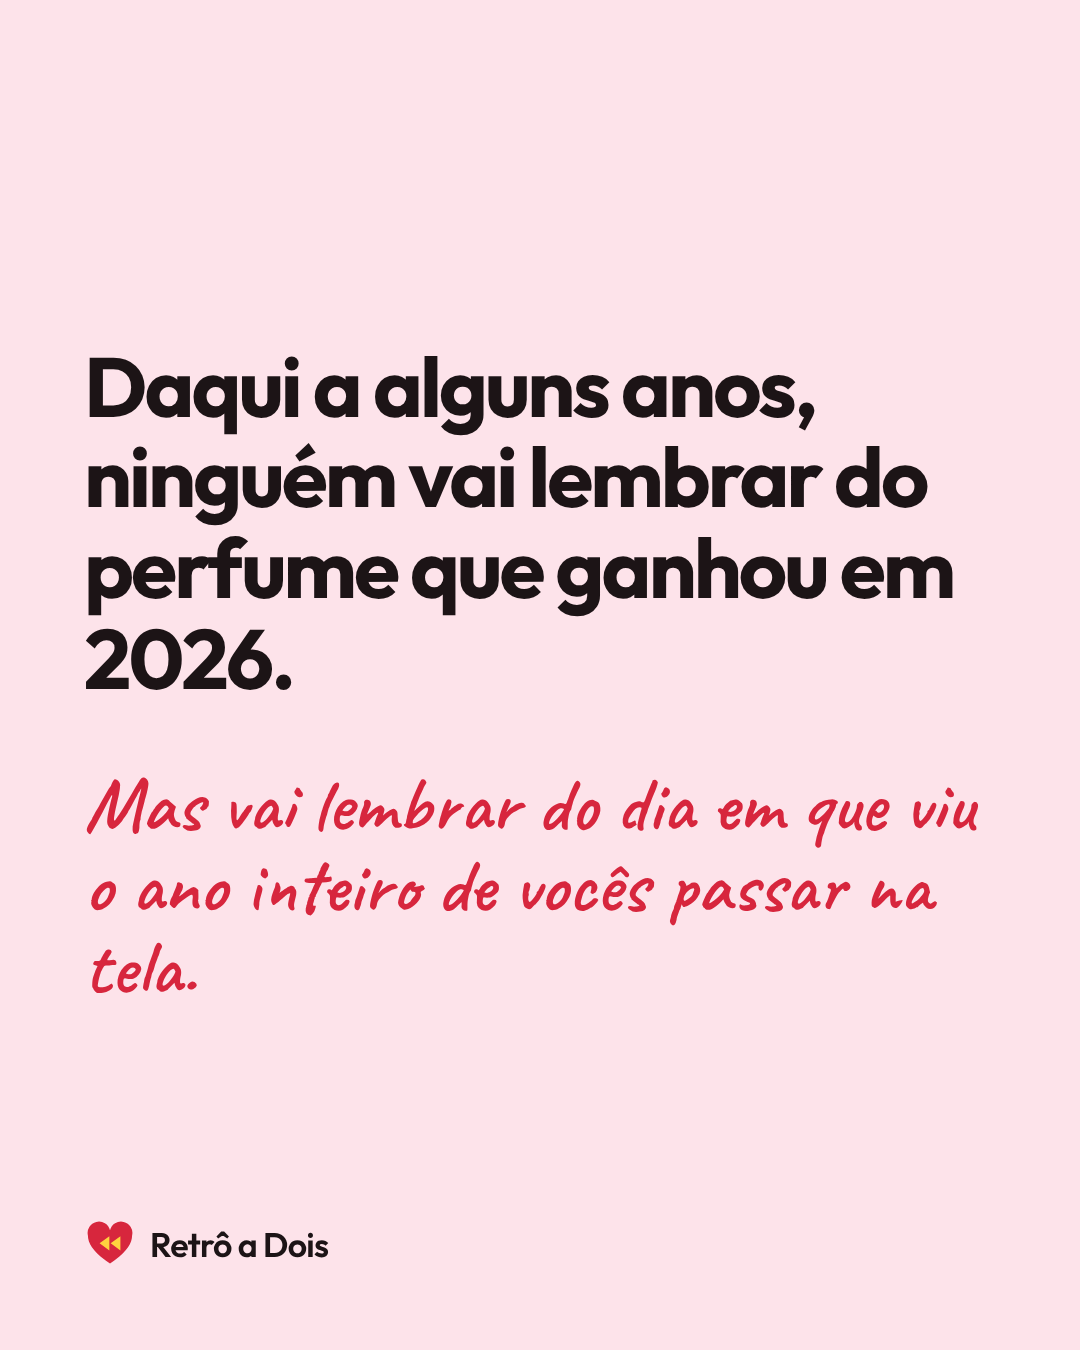 Daqui a alguns anos,
ninguém vai lembrar do
perfume que ganhou em
2026.
Mas vai lembrar do dia em que viu
o ano inteiro de vocês passar na
tela.
Retrô a Dois